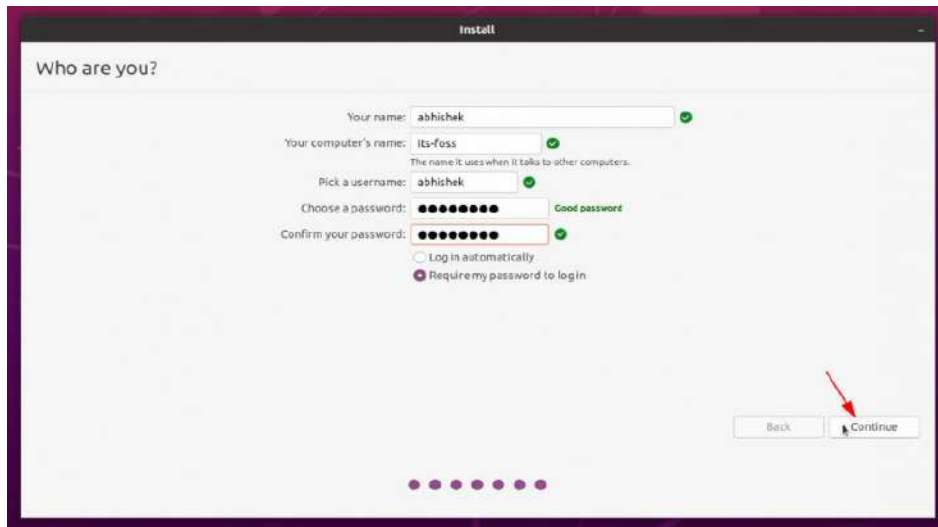 Install
Who are you?
Your name: abhishek
Your computer's name: its-foss
The name it uses when it talks to other computers.
Pick a username: abhishek
Choose a password: ●●●●●●●● Good password
Confirm your password: ●●●●●●●●
Log in automatically
Require my password to log in
Back Continue